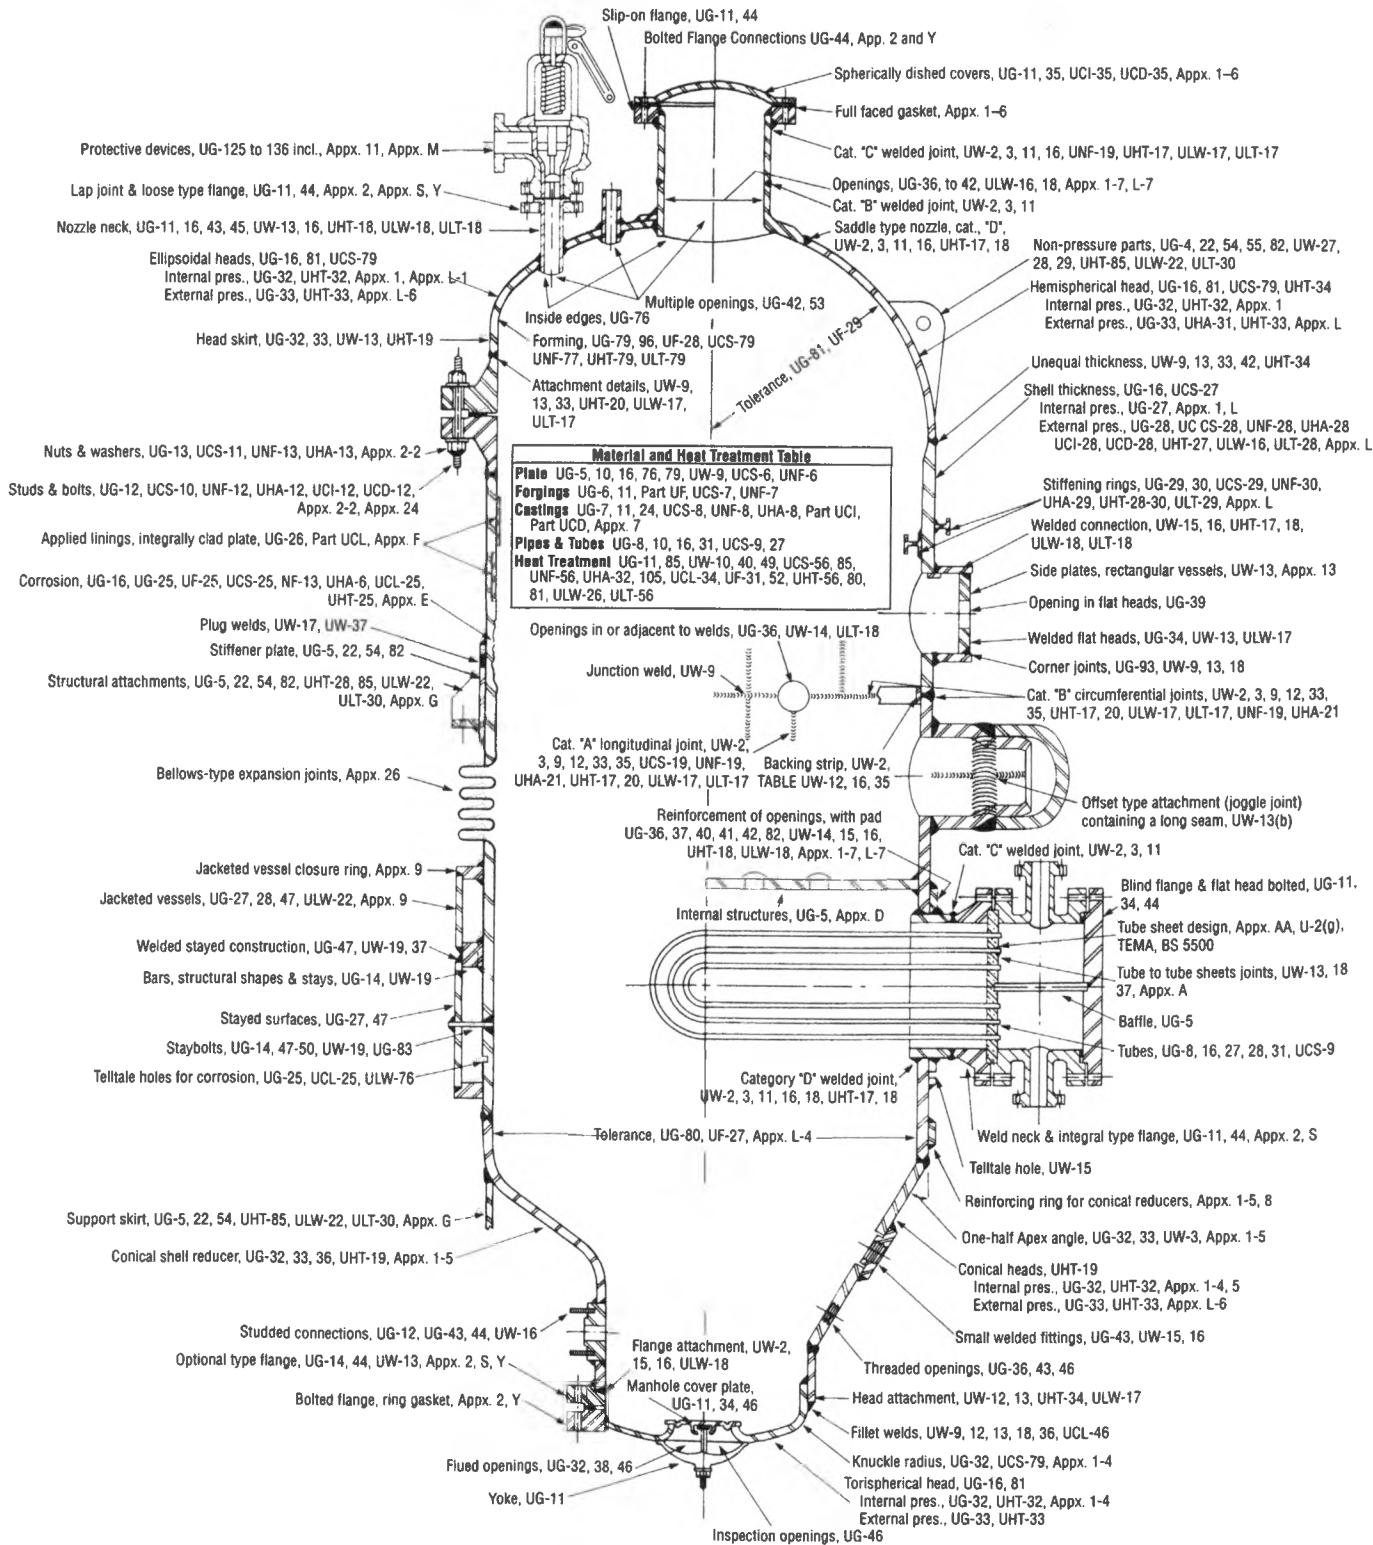 Slip-on flange, UG-11, 44
Bolted Flange Connections UG-44, App. 2 and Y
Spherically dished covers, UG-11, 35, UCI-35, UCD-35, Appx. 1–6
Full faced gasket, Appx. 1–6
Protective devices, UG-125 to 136 incl., Appx. 11, Appx. M
Cat. "C" welded joint, UW-2, 3, 11, 16, UNF-19, UHT-17, ULW-17, ULT-17
Lap joint & loose type flange, UG-11, 44, Appx. 2, Appx. S, Y
Openings, UG-36, to 42, ULW-16, 18, Appx. 1-7, L-7
Cat. "B" welded joint, UW-2, 3, 11
Nozzle neck, UG-11, 16, 43, 45, UW-13, 16, UHT-18, ULW-18, ULT-18
Saddle type nozzle, cat., "D",
UW-2, 3, 11, 16, UHT-17, 18
Non-pressure parts, UG-4, 22, 54, 55, 82, UW-27,
28, 29, UHT-85, ULW-22, ULT-30
Ellipsoidal heads, UG-16, 81, UCS-79
Internal pres., UG-32, UHT-32, Appx. 1, Appx. L-1
External pres., UG-33, UHT-33, Appx. L-6
Hemispherical head, UG-16, 81, UCS-79, UHT-34
Internal pres., UG-32, UHT-32, Appx. 1
External pres., UG-33, UHA-31, UHT-33, Appx. L
Multiple openings, UG-42, 53
Inside edges, UG-76
Head skirt, UG-32, 33, UW-13, UHT-19
Forming, UG-79, 96, UF-28, UCS-79
UNF-77, UHT-79, ULT-79
Tolerance, UG-81, UF-29
Attachment details, UW-9,
13, 33, UHT-20, ULW-17,
ULT-17
Unequal thickness, UW-9, 13, 33, 42, UHT-34
Shell thickness, UG-16, UCS-27
Internal pres., UG-27, Appx. 1, L
External pres., UG-28, UC CS-28, UNF-28, UHA-28
UCI-28, UCD-28, UHT-27, ULW-16, ULT-28, Appx. L
Nuts & washers, UG-13, UCS-11, UNF-13, UHA-13, Appx. 2-2
Studs & bolts, UG-12, UCS-10, UNF-12, UHA-12, UCI-12, UCD-12,
Appx. 2-2, Appx. 24
Material and Heat Treatment Table
Plate UG-5, 10, 16, 76, 79, UW-9, UCS-6, UNF-6
Forgings UG-6, 11, Part UF, UCS-7, UNF-7
Castings UG-7, 11, 24, UCS-8, UNF-8, UHA-8, Part UCI,
Part UCD, Appx. 7
Pipes & Tubes UG-8, 10, 16, 31, UCS-9, 27
Heat Treatment UG-11, 85, UW-10, 40, 49, UCS-56, 85,
UNF-56, UHA-32, 105, UCL-34, UF-31, 52, UHT-56, 80,
81, ULW-26, ULT-56
Stiffening rings, UG-29, 30, UCS-29, UNF-30,
UHA-29, UHT-28-30, ULT-29, Appx. L
Welded connection, UW-15, 16, UHT-17, 18,
ULW-18, ULT-18
Applied linings, integrally clad plate, UG-26, Part UCL, Appx. F
Side plates, rectangular vessels, UW-13, Appx. 13
Corrosion, UG-16, UG-25, UF-25, UCS-25, NF-13, UHA-6, UCL-25,
UHT-25, Appx. E
Opening in flat heads, UG-39
Plug welds, UW-17, UW-37
Openings in or adjacent to welds, UG-36, UW-14, ULT-18
Welded flat heads, UG-34, UW-13, ULW-17
Stiffener plate, UG-5, 22, 54, 82
Corner joints, UG-93, UW-9, 13, 18
Junction weld, UW-9
Structural attachments, UG-5, 22, 54, 82, UHT-28, 85, ULW-22,
ULT-30, Appx. G
Cat. "B" circumferential joints, UW-2, 3, 9, 12, 33,
35, UHT-17, 20, ULW-17, ULT-17, UNF-19, UHA-21
Cat. "A" longitudinal joint, UW-2,
3, 9, 12, 33, 35, UCS-19, UNF-19,
UHA-21, UHT-17, 20, ULW-17, ULT-17
Backing strip, UW-2,
TABLE UW-12, 16, 35
Bellows-type expansion joints, Appx. 26
Offset type attachment (joggle joint)
containing a long seam, UW-13(b)
Reinforcement of openings, with pad
UG-36, 37, 40, 41, 42, 82, UW-14, 15, 16,
UHT-18, ULW-18, Appx. 1-7, L-7
Cat. "C" welded joint, UW-2, 3, 11
Jacketed vessel closure ring, Appx. 9
Blind flange & flat head bolted, UG-11,
34, 44
Jacketed vessels, UG-27, 28, 47, ULW-22, Appx. 9
Internal structures, UG-5, Appx. D
Tube sheet design, Appx. AA, U-2(g),
TEMA, BS 5500
Welded stayed construction, UG-47, UW-19, 37
Bars, structural shapes & stays, UG-14, UW-19
Tube to tube sheets joints, UW-13, 18
37, Appx. A
Stayed surfaces, UG-27, 47
Baffle, UG-5
Staybolts, UG-14, 47-50, UW-19, UG-83
Tubes, UG-8, 16, 27, 28, 31, UCS-9
Telltale holes for corrosion, UG-25, UCL-25, ULW-76
Category "D" welded joint,
UW-2, 3, 11, 16, 18, UHT-17, 18
Tolerance, UG-80, UF-27, Appx. L-4
Weld neck & integral type flange, UG-11, 44, Appx. 2, S
Telltale hole, UW-15
Reinforcing ring for conical reducers, Appx. 1-5, 8
Support skirt, UG-5, 22, 54, UHT-85, ULW-22, ULT-30, Appx. G
One-half Apex angle, UG-32, 33, UW-3, Appx. 1-5
Conical shell reducer, UG-32, 33, 36, UHT-19, Appx. 1-5
Conical heads, UHT-19
Internal pres., UG-32, UHT-32, Appx. 1-4, 5
External pres., UG-33, UHT-33, Appx. L-6
Studded connections, UG-12, UG-43, 44, UW-16
Small welded fittings, UG-43, UW-15, 16
Flange attachment, UW-2,
15, 16, ULW-18
Optional type flange, UG-14, 44, UW-13, Appx. 2, S, Y
Threaded openings, UG-36, 43, 46
Manhole cover plate,
UG-11, 34, 46
Bolted flange, ring gasket, Appx. 2, Y
Head attachment, UW-12, 13, UHT-34, ULW-17
Fillet welds, UW-9, 12, 13, 18, 36, UCL-46
Flued openings, UG-32, 38, 46
Knuckle radius, UG-32, UCS-79, Appx. 1-4
Yoke, UG-11
Torispherical head, UG-16, 81
Internal pres., UG-32, UHT-32, Appx. 1-4
External pres., UG-33, UHT-33
Inspection openings, UG-46